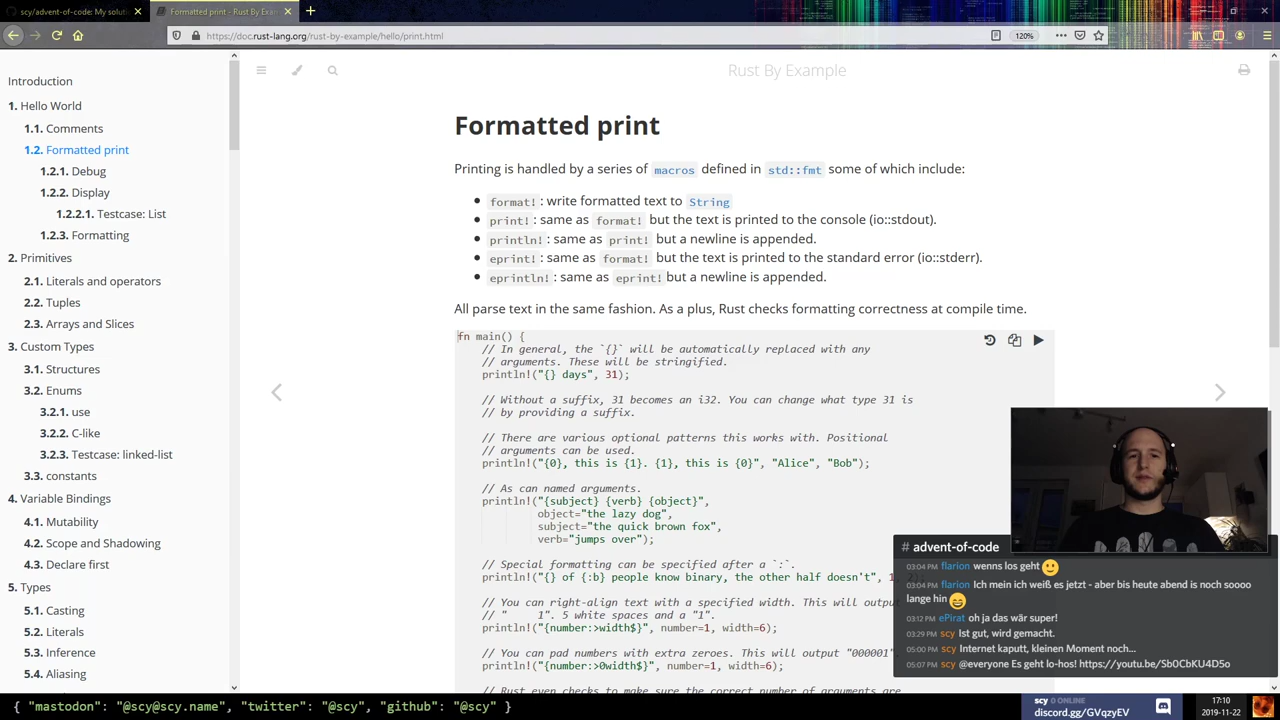 scy/advent-of-code: My soluti
Formatted print - Rust By Exam
https://doc.rust-lang.org/rust-by-example/hello/print.html
120%
Introduction
1. Hello World
1.1. Comments
1.2. Formatted print
1.2.1. Debug
1.2.2. Display
1.2.2.1. Testcase: List
1.2.3. Formatting
2. Primitives
2.1. Literals and operators
2.2. Tuples
2.3. Arrays and Slices
3. Custom Types
3.1. Structures
3.2. Enums
3.2.1. use
3.2.2. C-like
3.2.3. Testcase: linked-list
3.3. constants
4. Variable Bindings
4.1. Mutability
4.2. Scope and Shadowing
4.3. Declare first
5. Types
5.1. Casting
5.2. Literals
5.3. Inference
5.4. Aliasing
Rust By Example
Formatted print
Printing is handled by a series of macros defined in std::fmt some of which include:
format! : write formatted text to String
print! : same as format! but the text is printed to the console (io::stdout).
println! : same as print! but a newline is appended.
eprint! : same as format! but the text is printed to the standard error (io::stderr).
eprintln! : same as eprint! but a newline is appended.
All parse text in the same fashion. As a plus, Rust checks formatting correctness at compile time.
fn main() {
// In general, the `{}` will be automatically replaced with any
// arguments. These will be stringified.
println!("{} days", 31);
// Without a suffix, 31 becomes an i32. You can change what type 31 is
// by providing a suffix.
// There are various optional patterns this works with. Positional
// arguments can be used.
println!("{0}, this is {1}. {1}, this is {0}", "Alice", "Bob");
// As can named arguments.
println!("{subject} {verb} {object}",
object="the lazy dog",
subject="the quick brown fox",
verb="jumps over");
// Special formatting can be specified after a `:`.
println!("{} of {:b} people know binary, the other half doesn't", 1, 2);
// You can right-align text with a specified width. This will outpu
// "     1". 5 white spaces and a "1".
println!("{number:>width$}", number=1, width=6);
// You can pad numbers with extra zeroes. This will output "000001".
println!("{number:>0width$}", number=1, width=6);
// Rust even checks to make sure the correct number of arguments are
# advent-of-code
03:04 PM flarion wenns los geht
03:04 PM flarion Ich mein ich weiß es jetzt - aber bis heute abend is noch soooo
lange hin
03:12 PM ePirat oh ja das wär super!
03:29 PM scy Ist gut, wird gemacht.
05:00 PM scy Internet kaputt, kleinen Moment noch...
05:07 PM scy @everyone Es geht lo-hos! https://youtu.be/Sb0CbKU4D5o
{ "mastodon": "@scy@scy.name", "twitter": "@scy", "github": "@scy" }
scy 0 ONLINE
discord.gg/GVqzyEV
17:10
2019-11-22